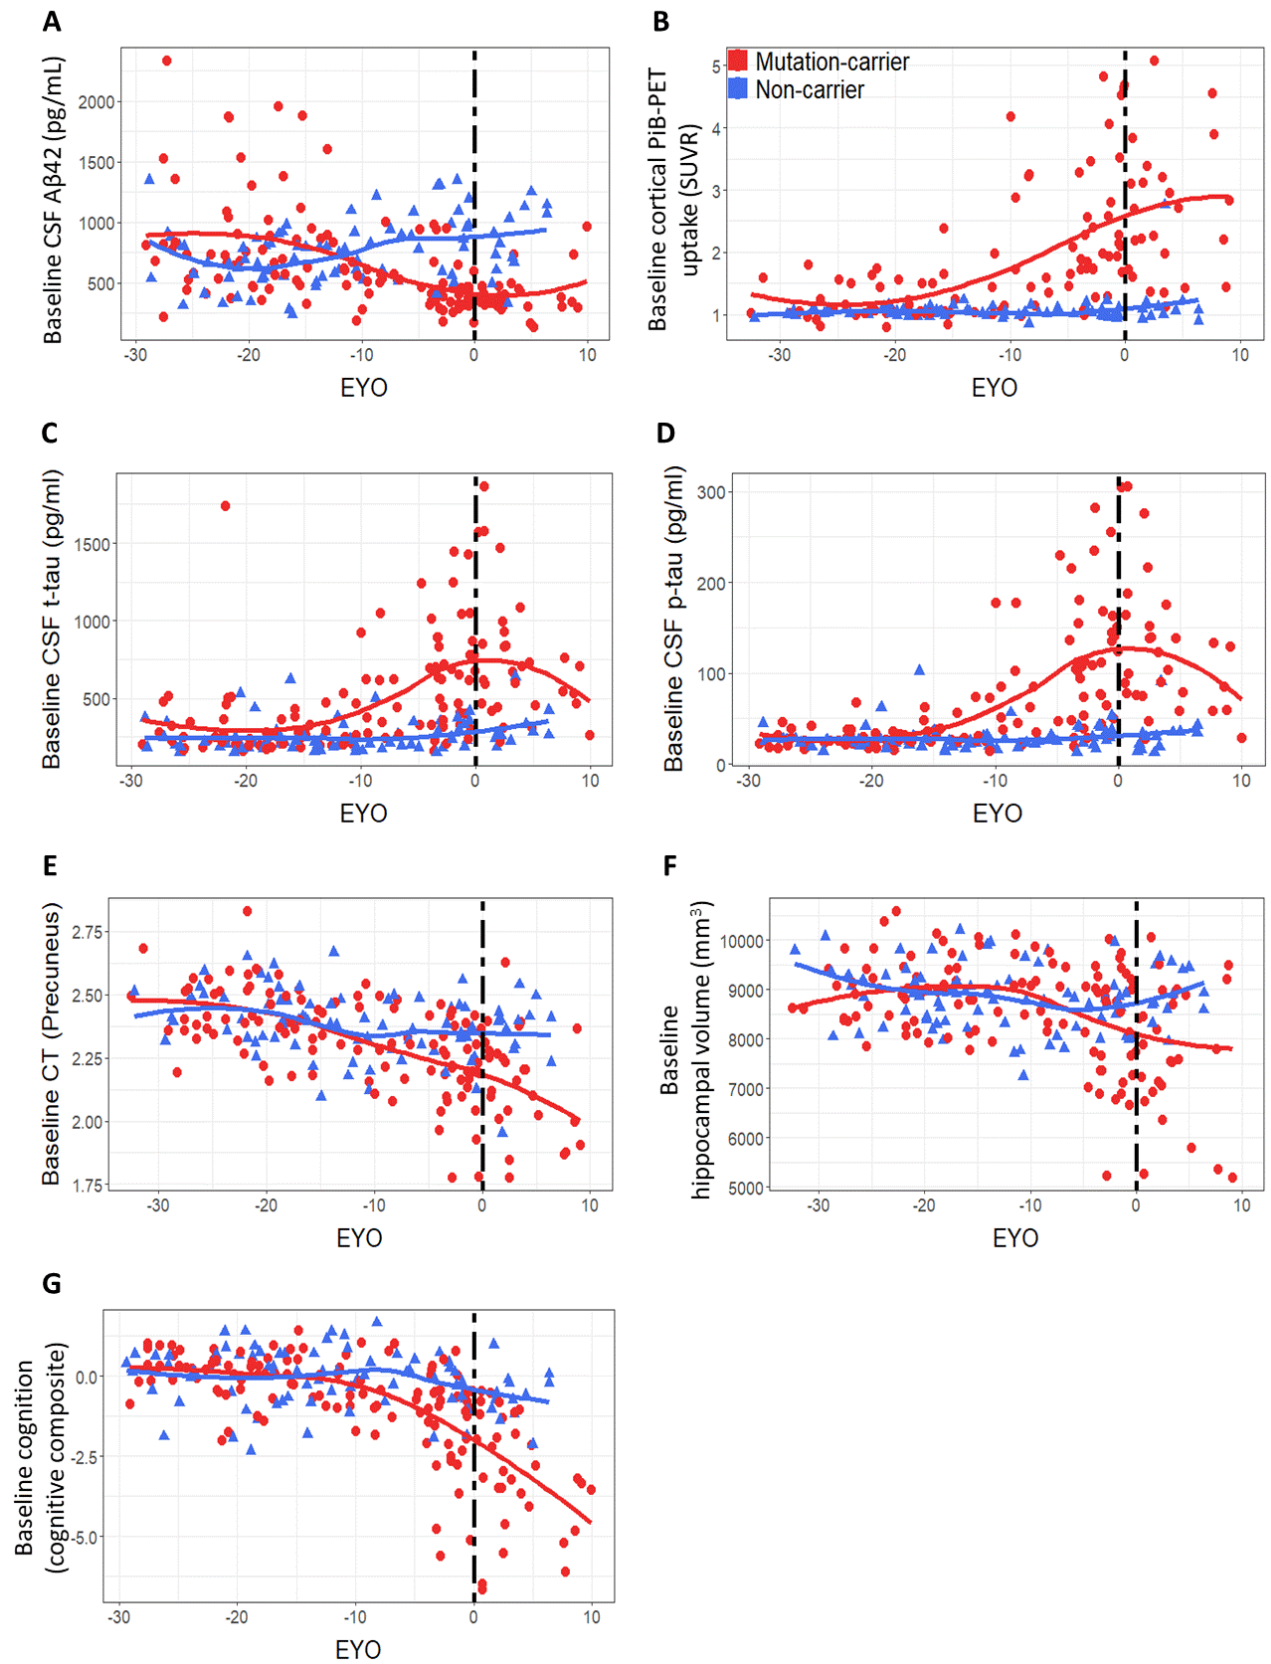 A
Baseline CSF Aβ42 (pg/mL)
2000
1500
1000
500
-30 -20 -10 0 10
EYO
B
Mutation-carrier
Non-carrier
Baseline cortical PiB-PET
uptake (SUVR)
5
4
3
2
1
-30 -20 -10 0 10
EYO
C
Baseline CSF t-tau (pg/ml)
1500
1000
500
-30 -20 -10 0 10
EYO
D
Baseline CSF p-tau (pg/ml)
300
200
100
0
-30 -20 -10 0 10
EYO
E
Baseline CT (Precuneus)
2.75
2.50
2.25
2.00
1.75
-30 -20 -10 0 10
EYO
F
Baseline
hippocampal volume (mm³)
10000
9000
8000
7000
6000
5000
-30 -20 -10 0 10
EYO
G
Baseline cognition
(cognitive composite)
0.0
-2.5
-5.0
-30 -20 -10 0 10
EYO